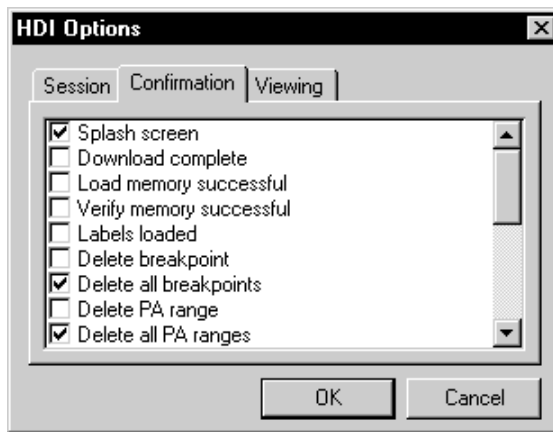 HDI Options
Session Confirmation Viewing
Splash screen
Download complete
Load memory successful
Verify memory successful
Labels loaded
Delete breakpoint
Delete all breakpoints
Delete PA range
Delete all PA ranges
OK Cancel